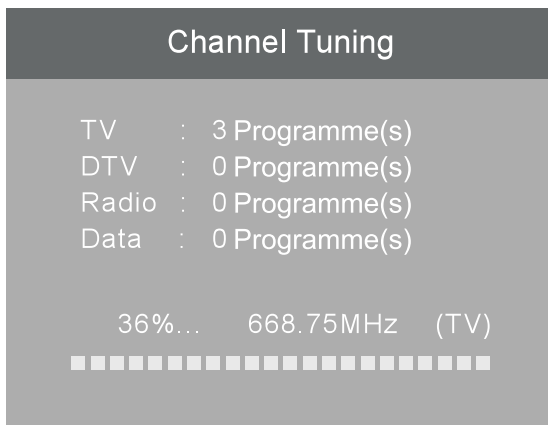 Channel Tuning
TV : 3 Programme(s)
DTV : 0 Programme(s)
Radio : 0 Programme(s)
Data : 0 Programme(s)
36%... 668.75MHz (TV)